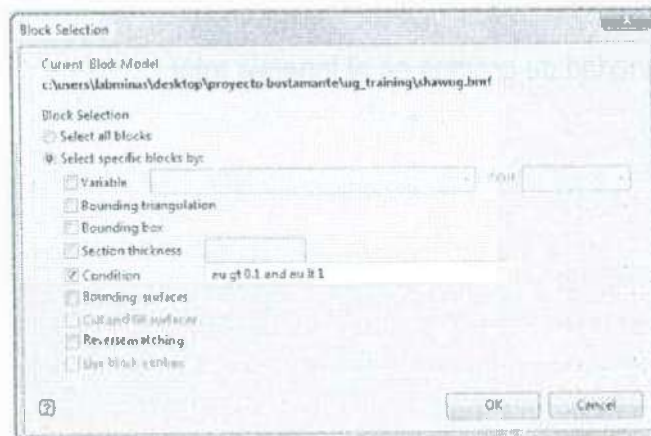 Block Selection
Current Block Model
c:\users\labminas\desktop\proyecto bustamante\ug_training\shawug.bmf
Block Selection
Select all blocks
Select specific blocks by:
Variable
Bounding triangulation
Bounding box
Section thickness
Condition eu gt 0.1 and eu lt 1
Bounding surfaces
Cut and fill surfaces
Reverse matching
Use block centres
OK Cancel